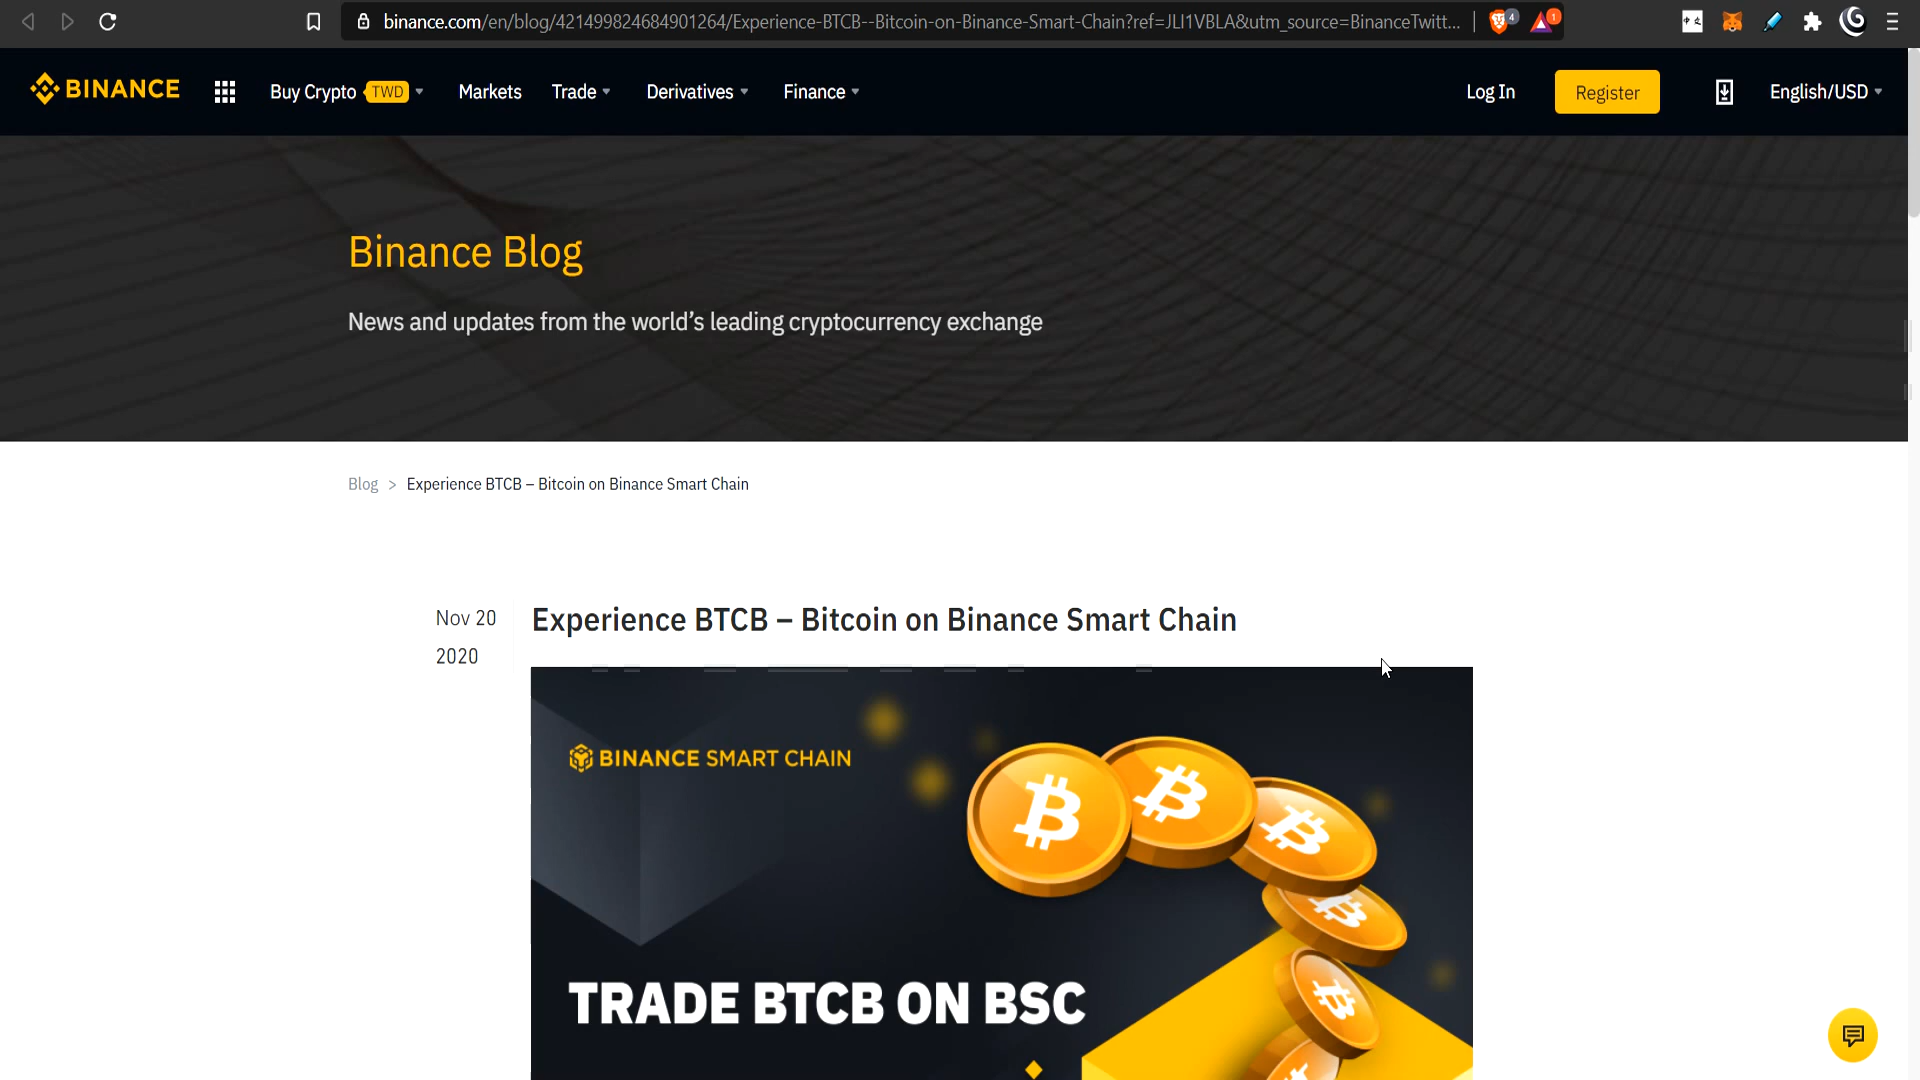 binance.com/en/blog/421499824684901264/Experience-BTCB--Bitcoin-on-Binance-Smart-Chain?ref=JLI1VBLA&utm_source=BinanceTwitt...
4
1
BINANCE
Buy Crypto TWD
Markets
Trade
Derivatives
Finance
Log In
Register
English/USD
Binance Blog
News and updates from the world's leading cryptocurrency exchange
Blog > Experience BTCB – Bitcoin on Binance Smart Chain
Nov 20
2020
Experience BTCB – Bitcoin on Binance Smart Chain
BINANCE SMART CHAIN
TRADE BTCB ON BSC